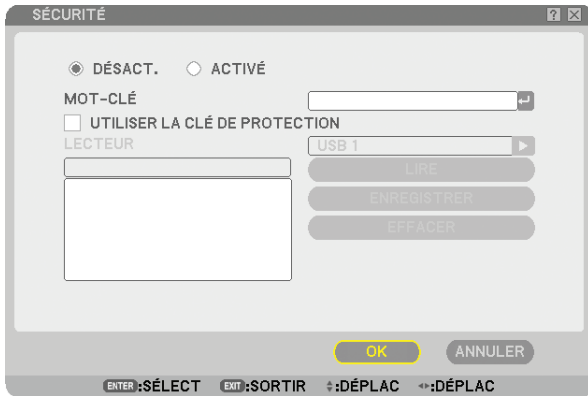 SÉCURITÉ
DÉSACT. ACTIVÉ
MOT-CLÉ
UTILISER LA CLÉ DE PROTECTION
LECTEUR USB 1
LIRE
ENREGISTRER
EFFACER
OK ANNULER
ENTER:SÉLECT EXIT:SORTIR :DÉPLAC :DÉPLAC